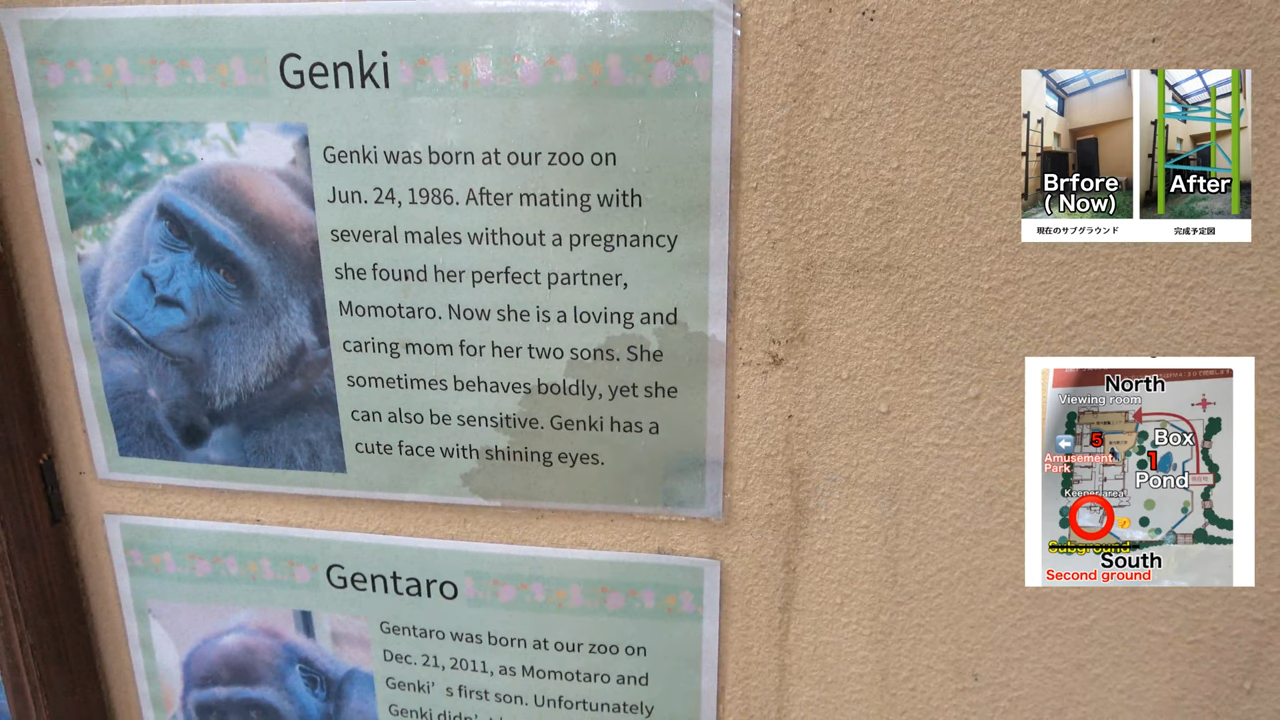 Genki
Genki was born at our zoo on
Jun. 24, 1986. After mating with
several males without a pregnancy
she found her perfect partner,
Momotaro. Now she is a loving and
caring mom for her two sons. She
sometimes behaves boldly, yet she
can also be sensitive. Genki has a
cute face with shining eyes.
Gentaro
Gentaro was born at our zoo on
Dec. 21, 2011, as Momotaro and
Genki's first son. Unfortunately
Genki didn't
Brfore
( Now)
After
現在のサブグラウンド
完成予定図
North
Viewing room
5
Box
1
Amusement
Park
Pond
Keeper area
Subground
South
Second ground